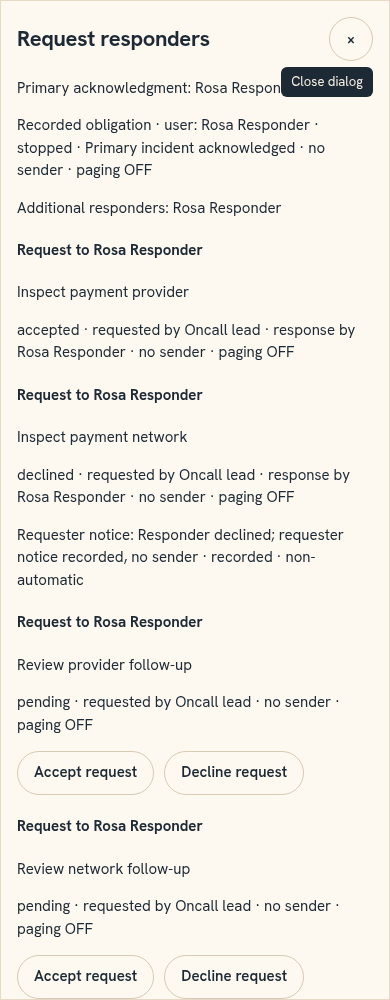 Request responders
×
Close dialog
Primary acknowledgment: Rosa Respon
Recorded obligation · user: Rosa Responder ·
stopped · Primary incident acknowledged · no
sender · paging OFF
Additional responders: Rosa Responder
Request to Rosa Responder
Inspect payment provider
accepted · requested by Oncall lead · response by
Rosa Responder · no sender · paging OFF
Request to Rosa Responder
Inspect payment network
declined · requested by Oncall lead · response by
Rosa Responder · no sender · paging OFF
Requester notice: Responder declined; requester
notice recorded, no sender · recorded · non-
automatic
Request to Rosa Responder
Review provider follow-up
pending · requested by Oncall lead · no sender ·
paging OFF
Accept request Decline request
Request to Rosa Responder
Review network follow-up
pending · requested by Oncall lead · no sender ·
paging OFF
Accept request Decline request